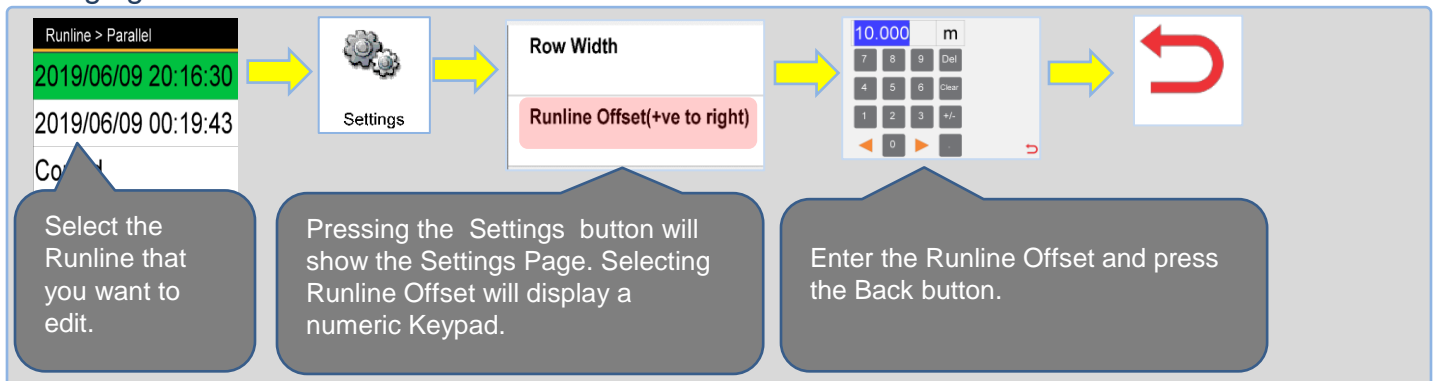 Runline > Parallel
2019/06/09 20:16:30
2019/06/09 00:19:43
Settings
Row Width
Runline Offset(+ve to right)
10.000 m
7 8 9 Del
4 5 6 Clear
1 2 3 +/-
0 .
Select the
Runline that
you want to
edit.
Pressing the Settings button will
show the Settings Page. Selecting
Runline Offset will display a
numeric Keypad.
Enter the Runline Offset and press
the Back button.